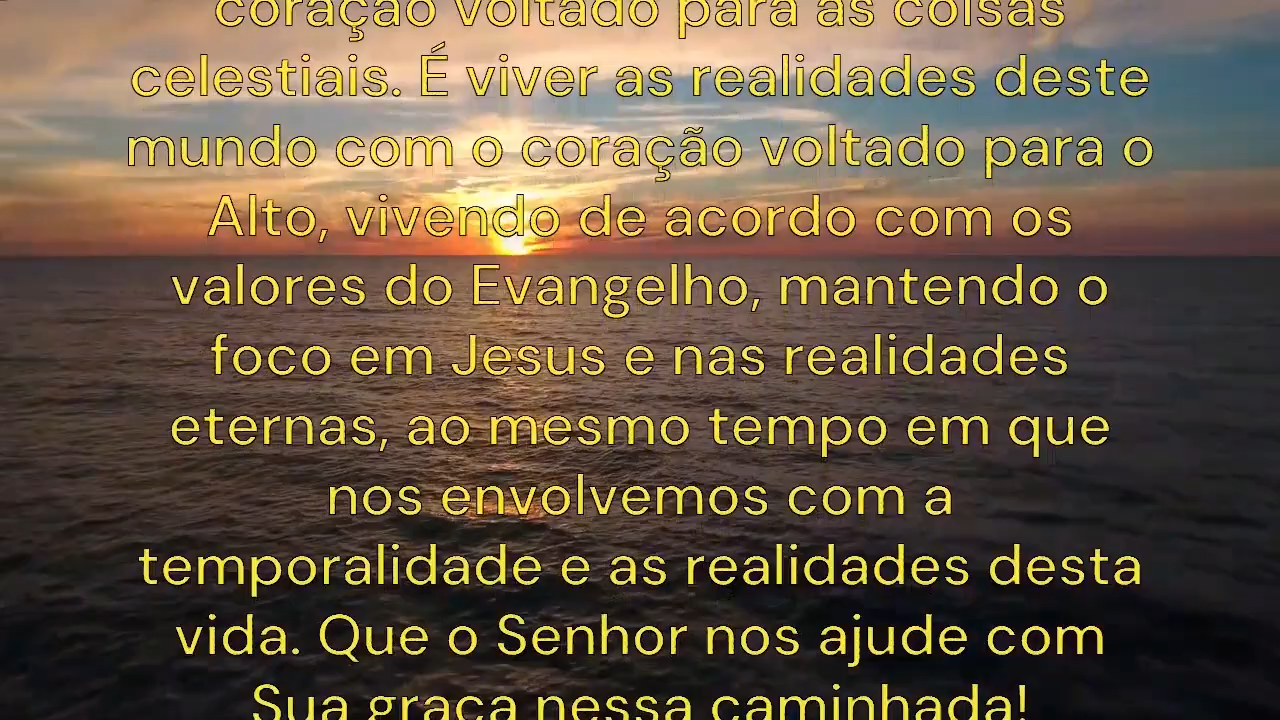 coração voltado para as coisas
celestiais. É viver as realidades deste
mundo com o coração voltado para o
Alto, vivendo de acordo com os
valores do Evangelho, mantendo o
foco em Jesus e nas realidades
eternas, ao mesmo tempo em que
nos envolvemos com a
temporalidade e as realidades desta
vida. Que o Senhor nos ajude com
Sua graça nessa caminhada!